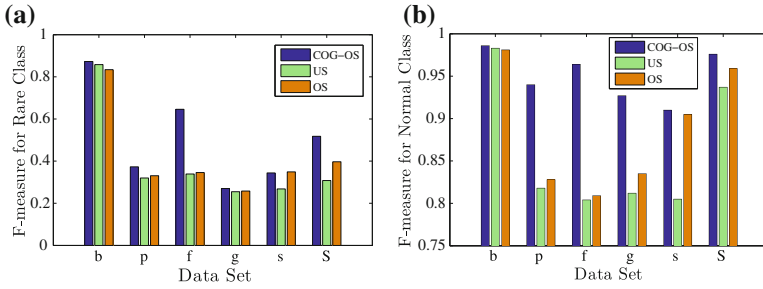 (a)
F-measure for Rare Class
1
0.8
0.6
0.4
0.2
0
COG-OS
US
OS
b p f g s S
Data Set
(b)
F-measure for Normal Class
1
0.95
0.9
0.85
0.8
0.75
COG-OS
US
OS
b p f g s S
Data Set